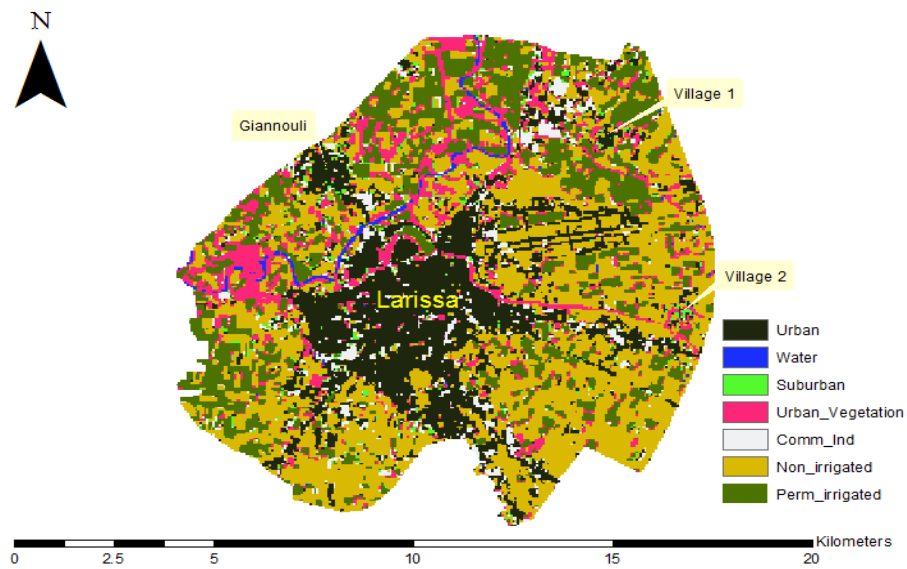 N
Village 1
Giannouli
Village 2
Larissa
Urban
Water
Suburban
Urban_Vegetation
Comm_Ind
Non_irrigated
Perm_irrigated
Kilometers
0 2.5 5 10 15 20